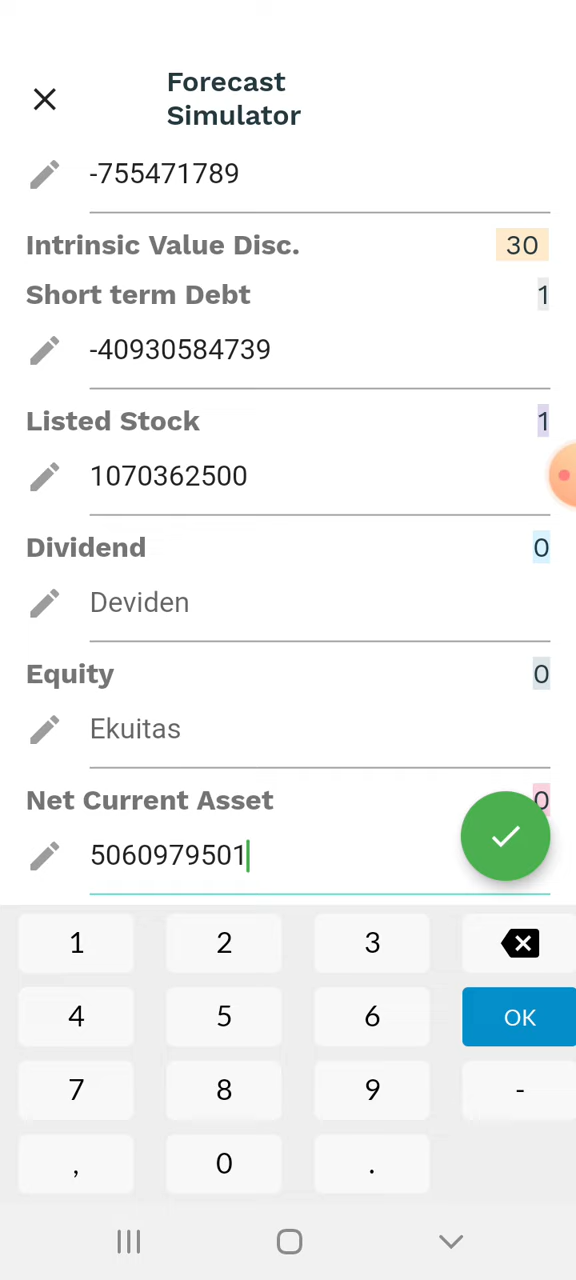 Forecast
Simulator
-755471789
Intrinsic Value Disc. 30
Short term Debt 1
-40930584739
Listed Stock 1
1070362500
Dividend 0
Deviden
Equity 0
Ekuitas
Net Current Asset 0
5060979501
1 2 3
4 5 6 OK
7 8 9 -
, 0 .